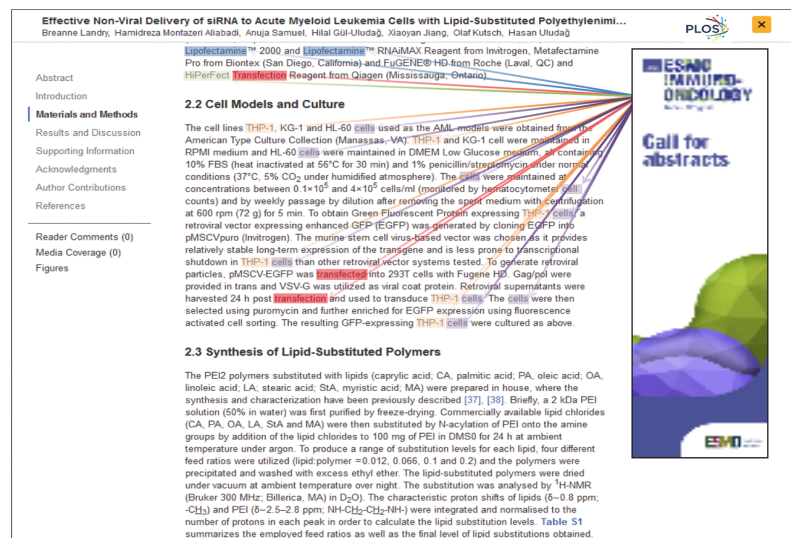 Effective Non-Viral Delivery of siRNA to Acute Myeloid Leukemia Cells with Lipid-Substituted Polyethylenimi...
Breanne Landry, Hamidreza Montazeri Aliabadi, Anuja Samuel, Hilal Gül-Uludağ, Xiaoyan Jiang, Olaf Kutsch, Hasan Uludağ
PLOS
×
Abstract
Introduction
Materials and Methods
Results and Discussion
Supporting Information
Acknowledgments
Author Contributions
References
Reader Comments (0)
Media Coverage (0)
Figures
Lipofectamine™ 2000 and Lipofectamine™ RNAiMAX Reagent from Invitrogen, Metafectamine
Pro from Biontex (San Diego, California) and FuGENE® HD from Roche (Laval, QC) and
HiPerFect Transfection Reagent from Qiagen (Mississauga, Ontario)
2.2 Cell Models and Culture
The cell lines THP-1, KG-1 and HL-60 cells used as the AML models were obtained from the
American Type Culture Collection (Manassas, VA). THP-1 and KG-1 cell were maintained in
RPMI medium and HL-60 cells were maintained in DMEM Low Glucose medium, all containing
10% FBS (heat inactivated at 56°C for 30 min) and 1% penicillin/streptomycin under normal
conditions (37°C, 5% CO2 under humidified atmosphere). The cells were maintained at
concentrations between 0.1×10^5 and 4×10^5 cells/ml (monitored by hematocytometer cell
counts) and by weekly passage by dilution after removing the spent medium with centrifugation
at 600 rpm (72 g) for 5 min. To obtain Green Fluorescent Protein expressing THP-1 cells, a
retroviral vector expressing enhanced GFP (EGFP) was generated by cloning EGFP into
pMSCVpuro (Invitrogen). The murine stem cell virus-based vector was chosen as it provides
relatively stable long-term expression of the transgene and is less prone to transcriptional
shutdown in THP-1 cells than other retroviral vector systems tested. To generate retroviral
particles, pMSCV-EGFP was transfected into 293T cells with Fugene HD. Gag/pol were
provided in trans and VSV-G was utilized as viral coat protein. Retroviral supernatants were
harvested 24 h post transfection and used to transduce THP-1 cells. The cells were then
selected using puromycin and further enriched for EGFP expression using fluorescence
activated cell sorting. The resulting GFP-expressing THP-1 cells were cultured as above.
2.3 Synthesis of Lipid-Substituted Polymers
The PEI2 polymers substituted with lipids (caprylic acid; CA, palmitic acid; PA, oleic acid; OA,
linoleic acid; LA; stearic acid; StA, myristic acid; MA) were prepared in house, where the
synthesis and characterization have been previously described [37], [38]. Briefly, a 2 kDa PEI
solution (50% in water) was first purified by freeze-drying. Commercially available lipid chlorides
(CA, PA, OA, LA, StA and MA) were then substituted by N-acylation of PEI onto the amine
groups by addition of the lipid chlorides to 100 mg of PEI in DMS0 for 24 h at ambient
temperature under argon. To produce a range of substitution levels for each lipid, four different
feed ratios were utilized (lipid:polymer =0.012, 0.066, 0.1 and 0.2) and the polymers were
precipitated and washed with excess ethyl ether. The lipid-substituted polymers were dried
under vacuum at ambient temperature over night. The substitution was analysed by ^1H-NMR
(Bruker 300 MHz; Billerica, MA) in D2O). The characteristic proton shifts of lipids (δ~0.8 ppm;
-CH3) and PEI (δ~2.5–2.8 ppm; NH-CH2-CH2-NH-) were integrated and normalised to the
number of protons in each peak in order to calculate the lipid substitution levels. Table S1
summarizes the employed feed ratios as well as the final level of lipid substitutions obtained.
ESMO
IMMUNO-
ONCOLOGY
Call for
abstracts
ESMO